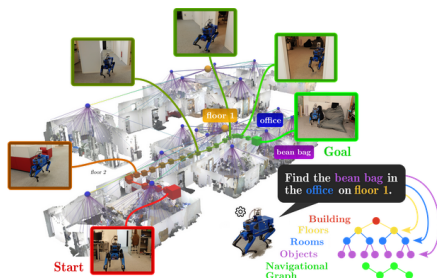 floor 1
office
Goal
bean bag
floor 2
Find the bean bag in
the office on floor 1.
Start
Building
Floors
Rooms
Objects
Navigational
Graph